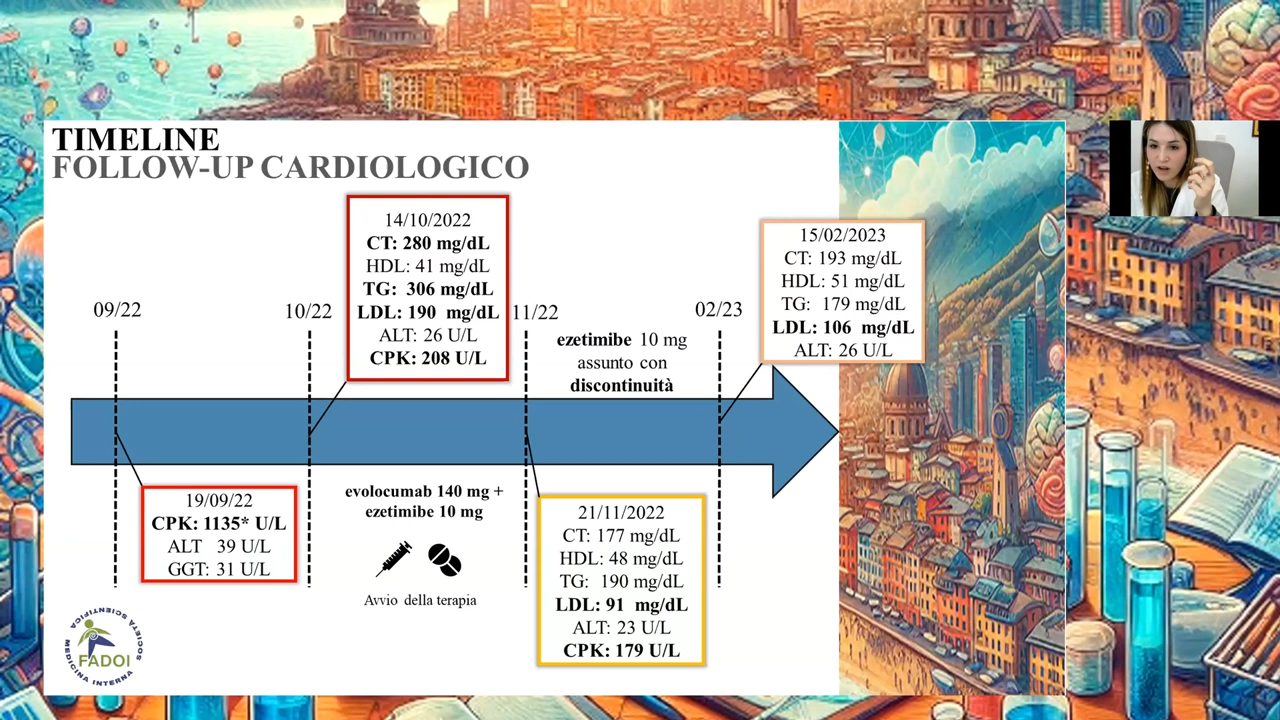 TIMELINE
FOLLOW-UP CARDIOLOGICO
09/22
10/22
14/10/2022
CT: 280 mg/dL
HDL: 41 mg/dL
TG: 306 mg/dL
LDL: 190 mg/dL
ALT: 26 U/L
CPK: 208 U/L
11/22
ezetimibe 10 mg
assunto con
discontinuità
02/23
15/02/2023
CT: 193 mg/dL
HDL: 51 mg/dL
TG: 179 mg/dL
LDL: 106 mg/dL
ALT: 26 U/L
19/09/22
CPK: 1135* U/L
ALT 39 U/L
GGT: 31 U/L
evolocumab 140 mg +
ezetimibe 10 mg
Avvio della terapia
21/11/2022
CT: 177 mg/dL
HDL: 48 mg/dL
TG: 190 mg/dL
LDL: 91 mg/dL
ALT: 23 U/L
CPK: 179 U/L
SOCIETÀ SCIENTIFICA
FADOI
MEDICINA INTERNA